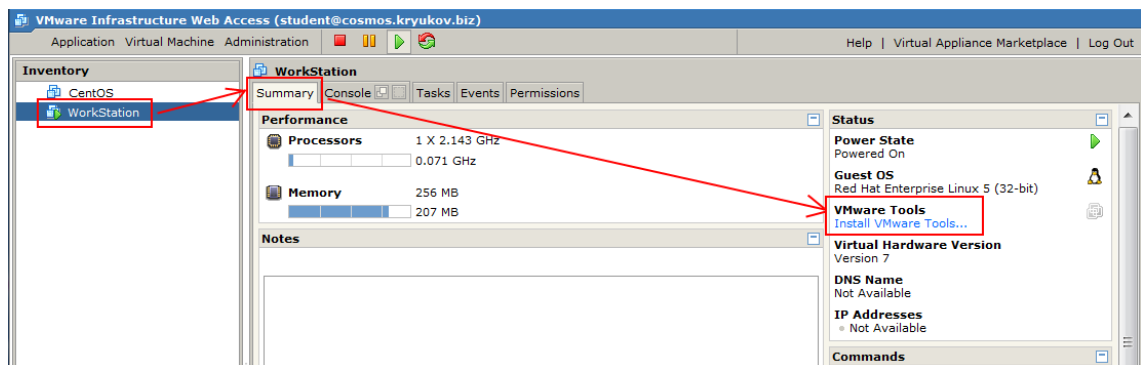 VMware Infrastructure Web Access (student@cosmos.kryukov.biz)
Application Virtual Machine Administration
Help | Virtual Appliance Marketplace | Log Out
Inventory
CentOS
WorkStation
WorkStation
Summary Console Tasks Events Permissions
Performance
Processors 1 X 2.143 GHz
0.071 GHz
Memory 256 MB
207 MB
Notes
Status
Power State
Powered On
Guest OS
Red Hat Enterprise Linux 5 (32-bit)
VMware Tools
Install VMware Tools...
Virtual Hardware Version
Version 7
DNS Name
Not Available
IP Addresses
Not Available
Commands